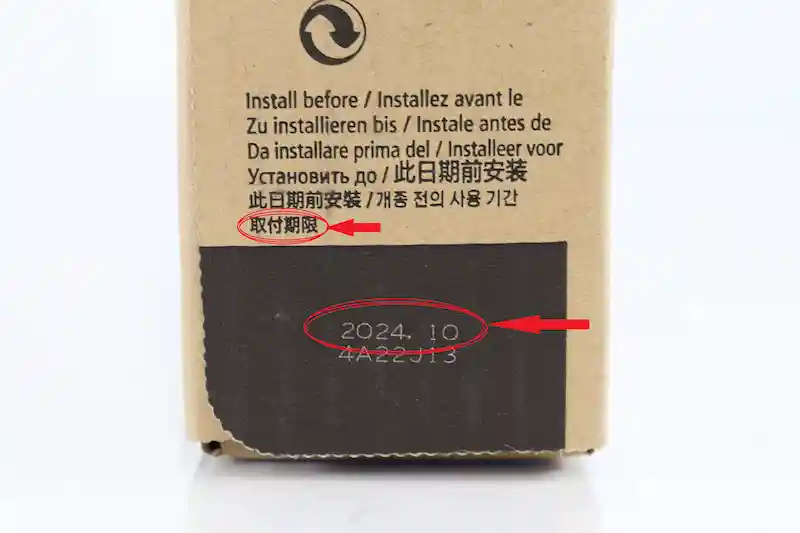 Install before / Installez avant le
Zu installieren bis / Instale antes de
Da installare prima del / Installeer voor
Установить до / 此日期前安装
此日期前安裝 / 개종 전의 사용 기간
取付期限
2024. 10
4A22J13